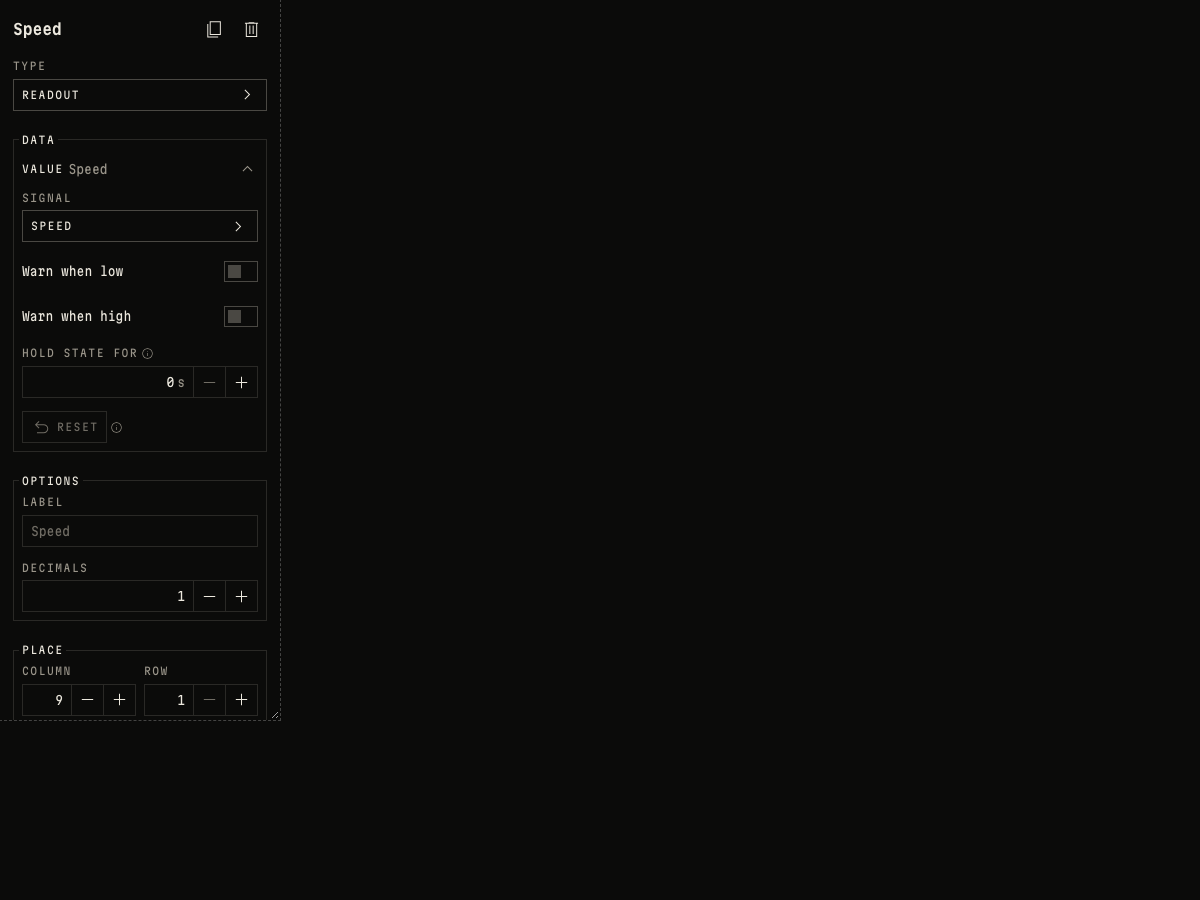 Speed
TYPE
READOUT
DATA
VALUE Speed
SIGNAL
SPEED
Warn when low
Warn when high
HOLD STATE FOR
0 s
RESET
OPTIONS
LABEL
Speed
DECIMALS
1
PLACE
COLUMN ROW
9 1